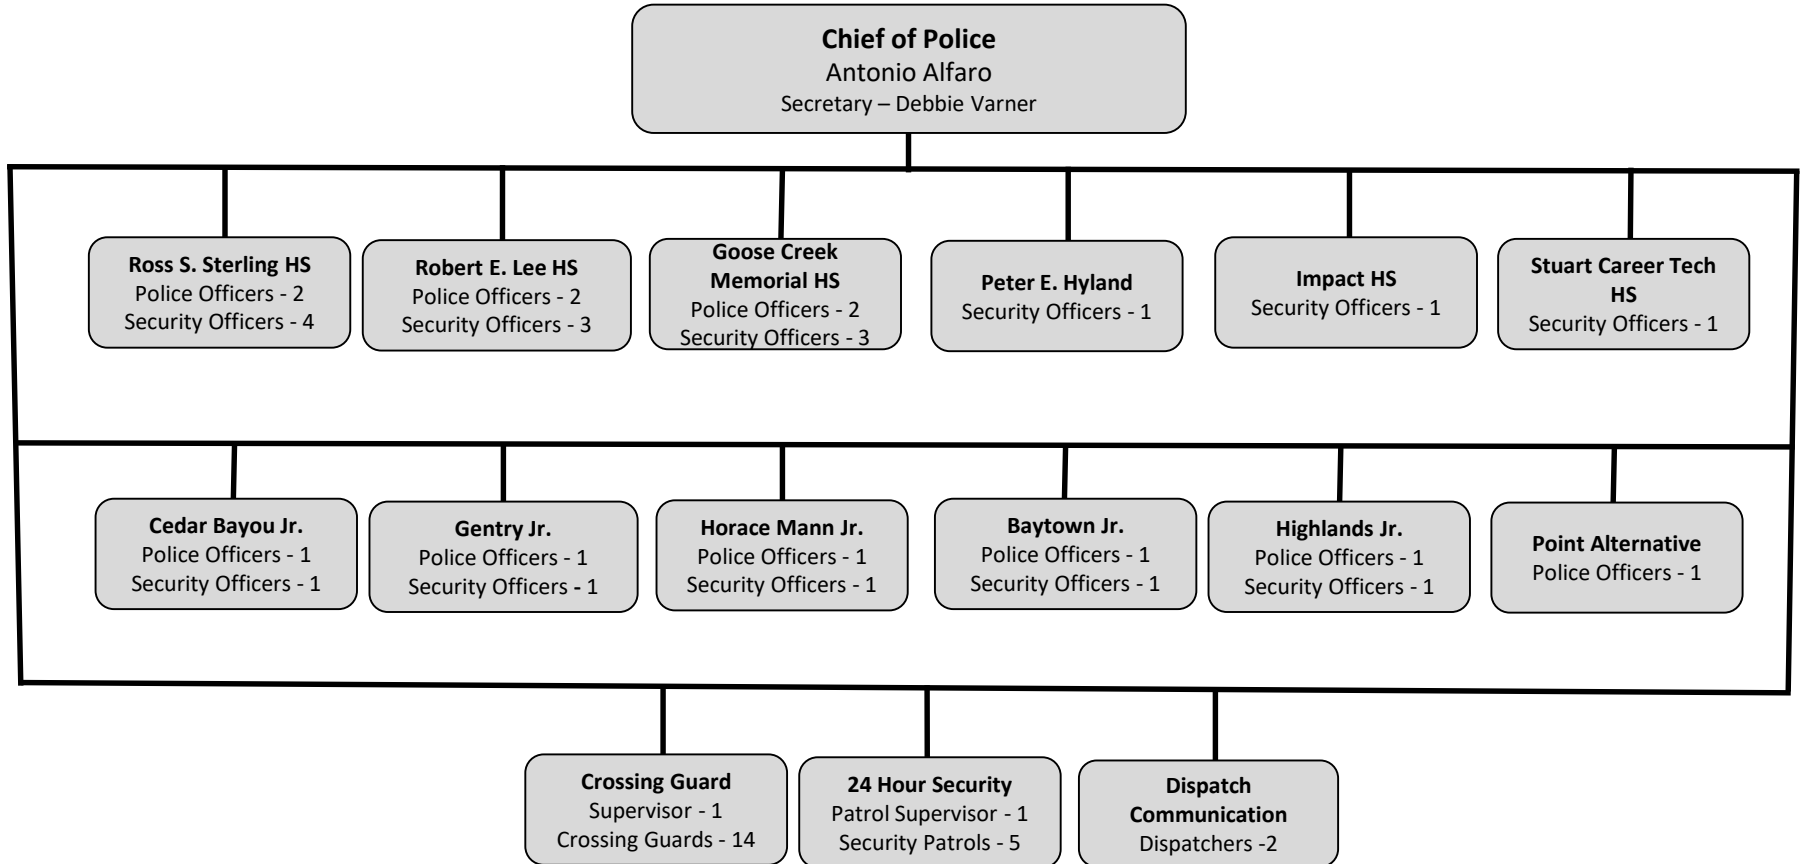 Chief of Police
Antonio Alfaro
Secretary – Debbie Varner
Ross S. Sterling HS
Police Officers - 2
Security Officers - 4
Robert E. Lee HS
Police Officers - 2
Security Officers - 3
Goose Creek
Memorial HS
Police Officers - 2
Security Officers - 3
Peter E. Hyland
Security Officers - 1
Impact HS
Security Officers - 1
Stuart Career Tech
HS
Security Officers - 1
Cedar Bayou Jr.
Police Officers - 1
Security Officers - 1
Gentry Jr.
Police Officers - 1
Security Officers - 1
Horace Mann Jr.
Police Officers - 1
Security Officers - 1
Baytown Jr.
Police Officers - 1
Security Officers - 1
Highlands Jr.
Police Officers - 1
Security Officers - 1
Point Alternative
Police Officers - 1
Crossing Guard
Supervisor - 1
Crossing Guards - 14
24 Hour Security
Patrol Supervisor - 1
Security Patrols - 5
Dispatch
Communication
Dispatchers -2